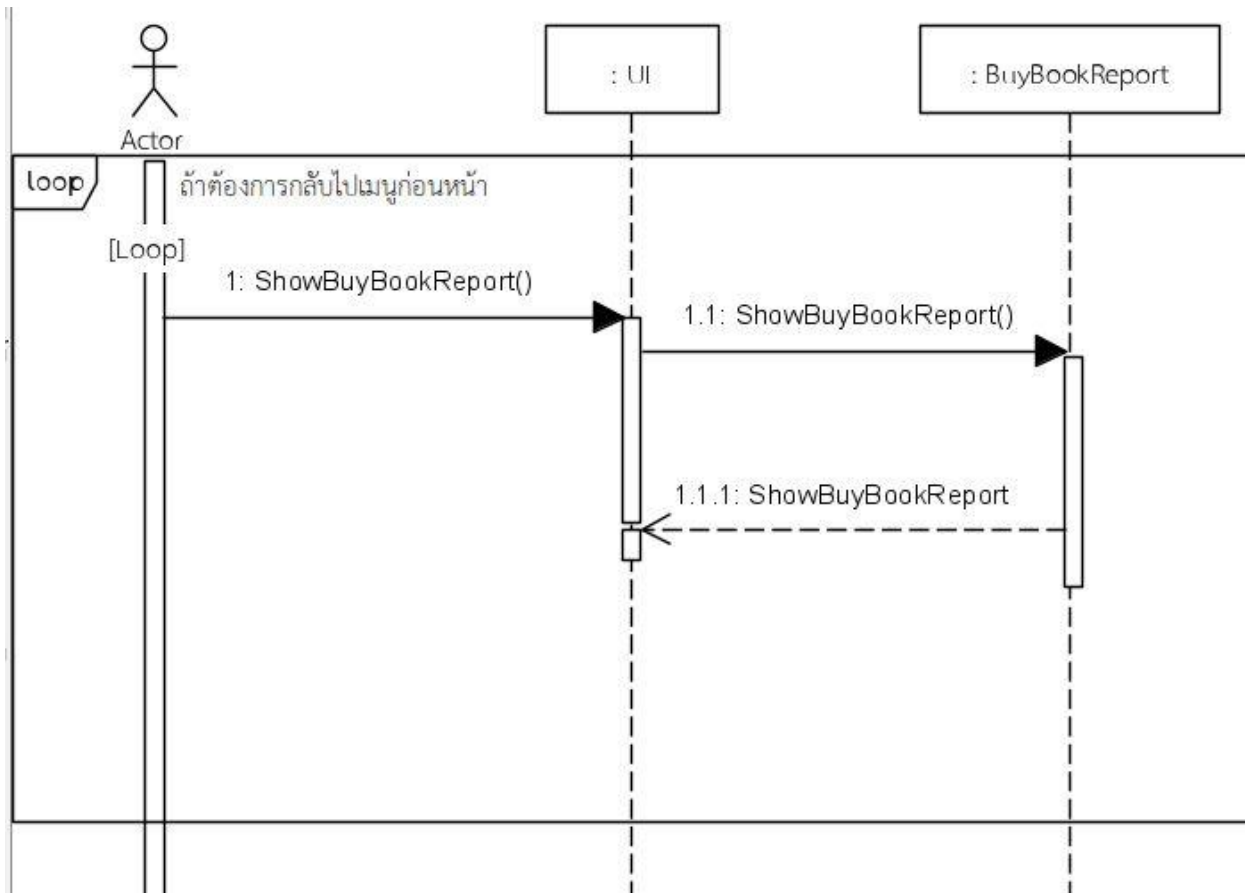 : UI
: BuyBookReport
Actor
loop
ถ้าต้องการกลับไปเมนูก่อนหน้า
[Loop]
1: ShowBuyBookReport()
1.1: ShowBuyBookReport()
1.1.1: ShowBuyBookReport